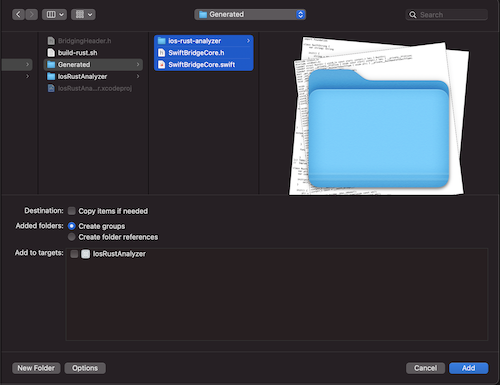 Generated
Search
BridgingHeader.h
build-rust.sh
Generated
IosRustAnalyzer
IosRustAna...r.xcodeproj
ios-rust-analyzer
SwiftBridgeCore.h
SwiftBridgeCore.swift
Destination: Copy items if needed
Added folders: Create groups
Create folder references
Add to targets: IosRustAnalyzer
New Folder Options Cancel Add